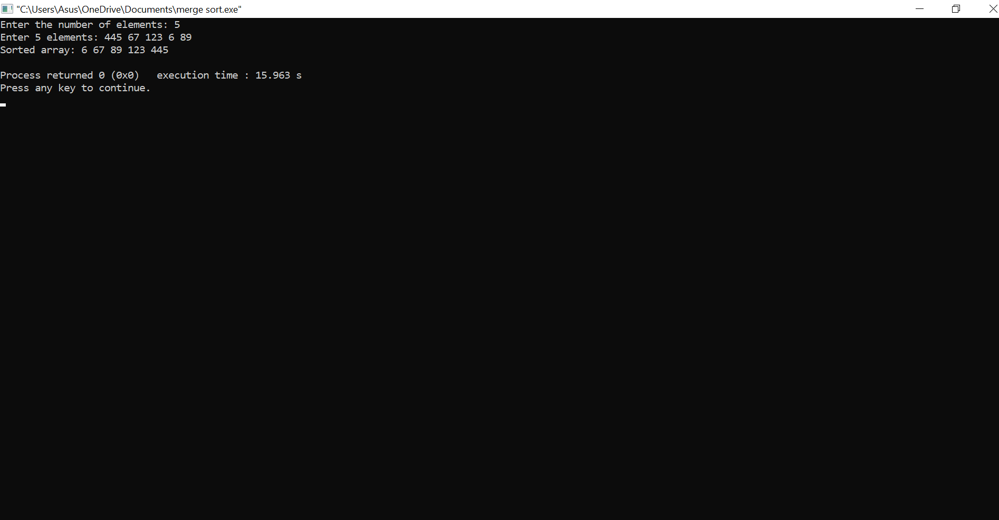 "C:\Users\Asus\OneDrive\Documents\merge sort.exe"
Enter the number of elements: 5
Enter 5 elements: 445 67 123 6 89
Sorted array: 6 67 89 123 445
Process returned 0 (0x0)   execution time : 15.963 s
Press any key to continue.